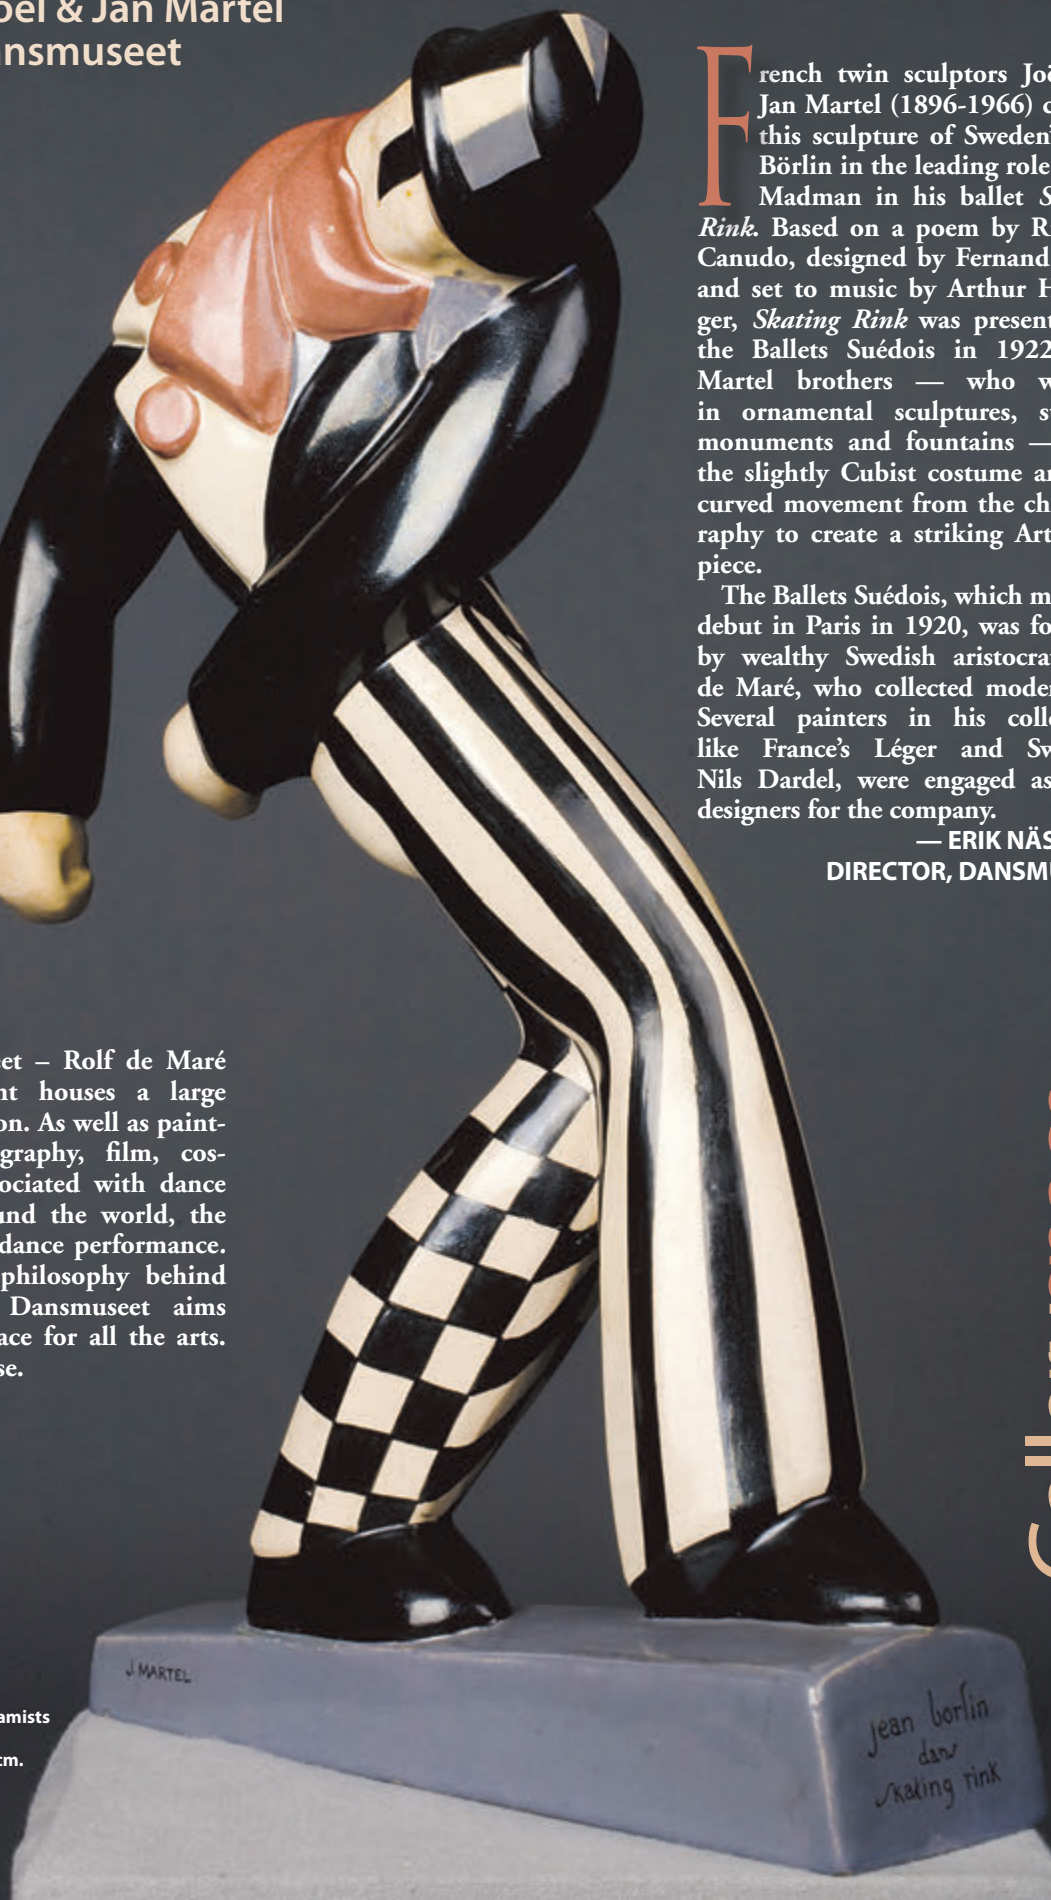 oël & Jan Martel
ansmuseet
French twin sculptors Joë
Jan Martel (1896-1966) c
this sculpture of Sweden'
Börlin in the leading role
Madman in his ballet S
Rink. Based on a poem by R
Canudo, designed by Fernand
and set to music by Arthur H
ger, Skating Rink was present
the Ballets Suédois in 1922
Martel brothers — who w
in ornamental sculptures, s
monuments and fountains —
the slightly Cubist costume a
curved movement from the ch
raphy to create a striking Art
piece.
The Ballets Suédois, which m
debut in Paris in 1920, was fo
by wealthy Swedish aristocra
de Maré, who collected moder
Several painters in his coll
like France's Léger and Sw
Nils Dardel, were engaged as
designers for the company.
— ERIK NÄS
DIRECTOR, DANSM
et – Rolf de Maré
nt houses a large
on. As well as paint-
graphy, film, cos-
ociated with dance
und the world, the
dance performance.
philosophy behind
Dansmuseet aims
ace for all the arts.
se.
amists
cm.
J. MARTEL
jean borlin
dans
skating rink